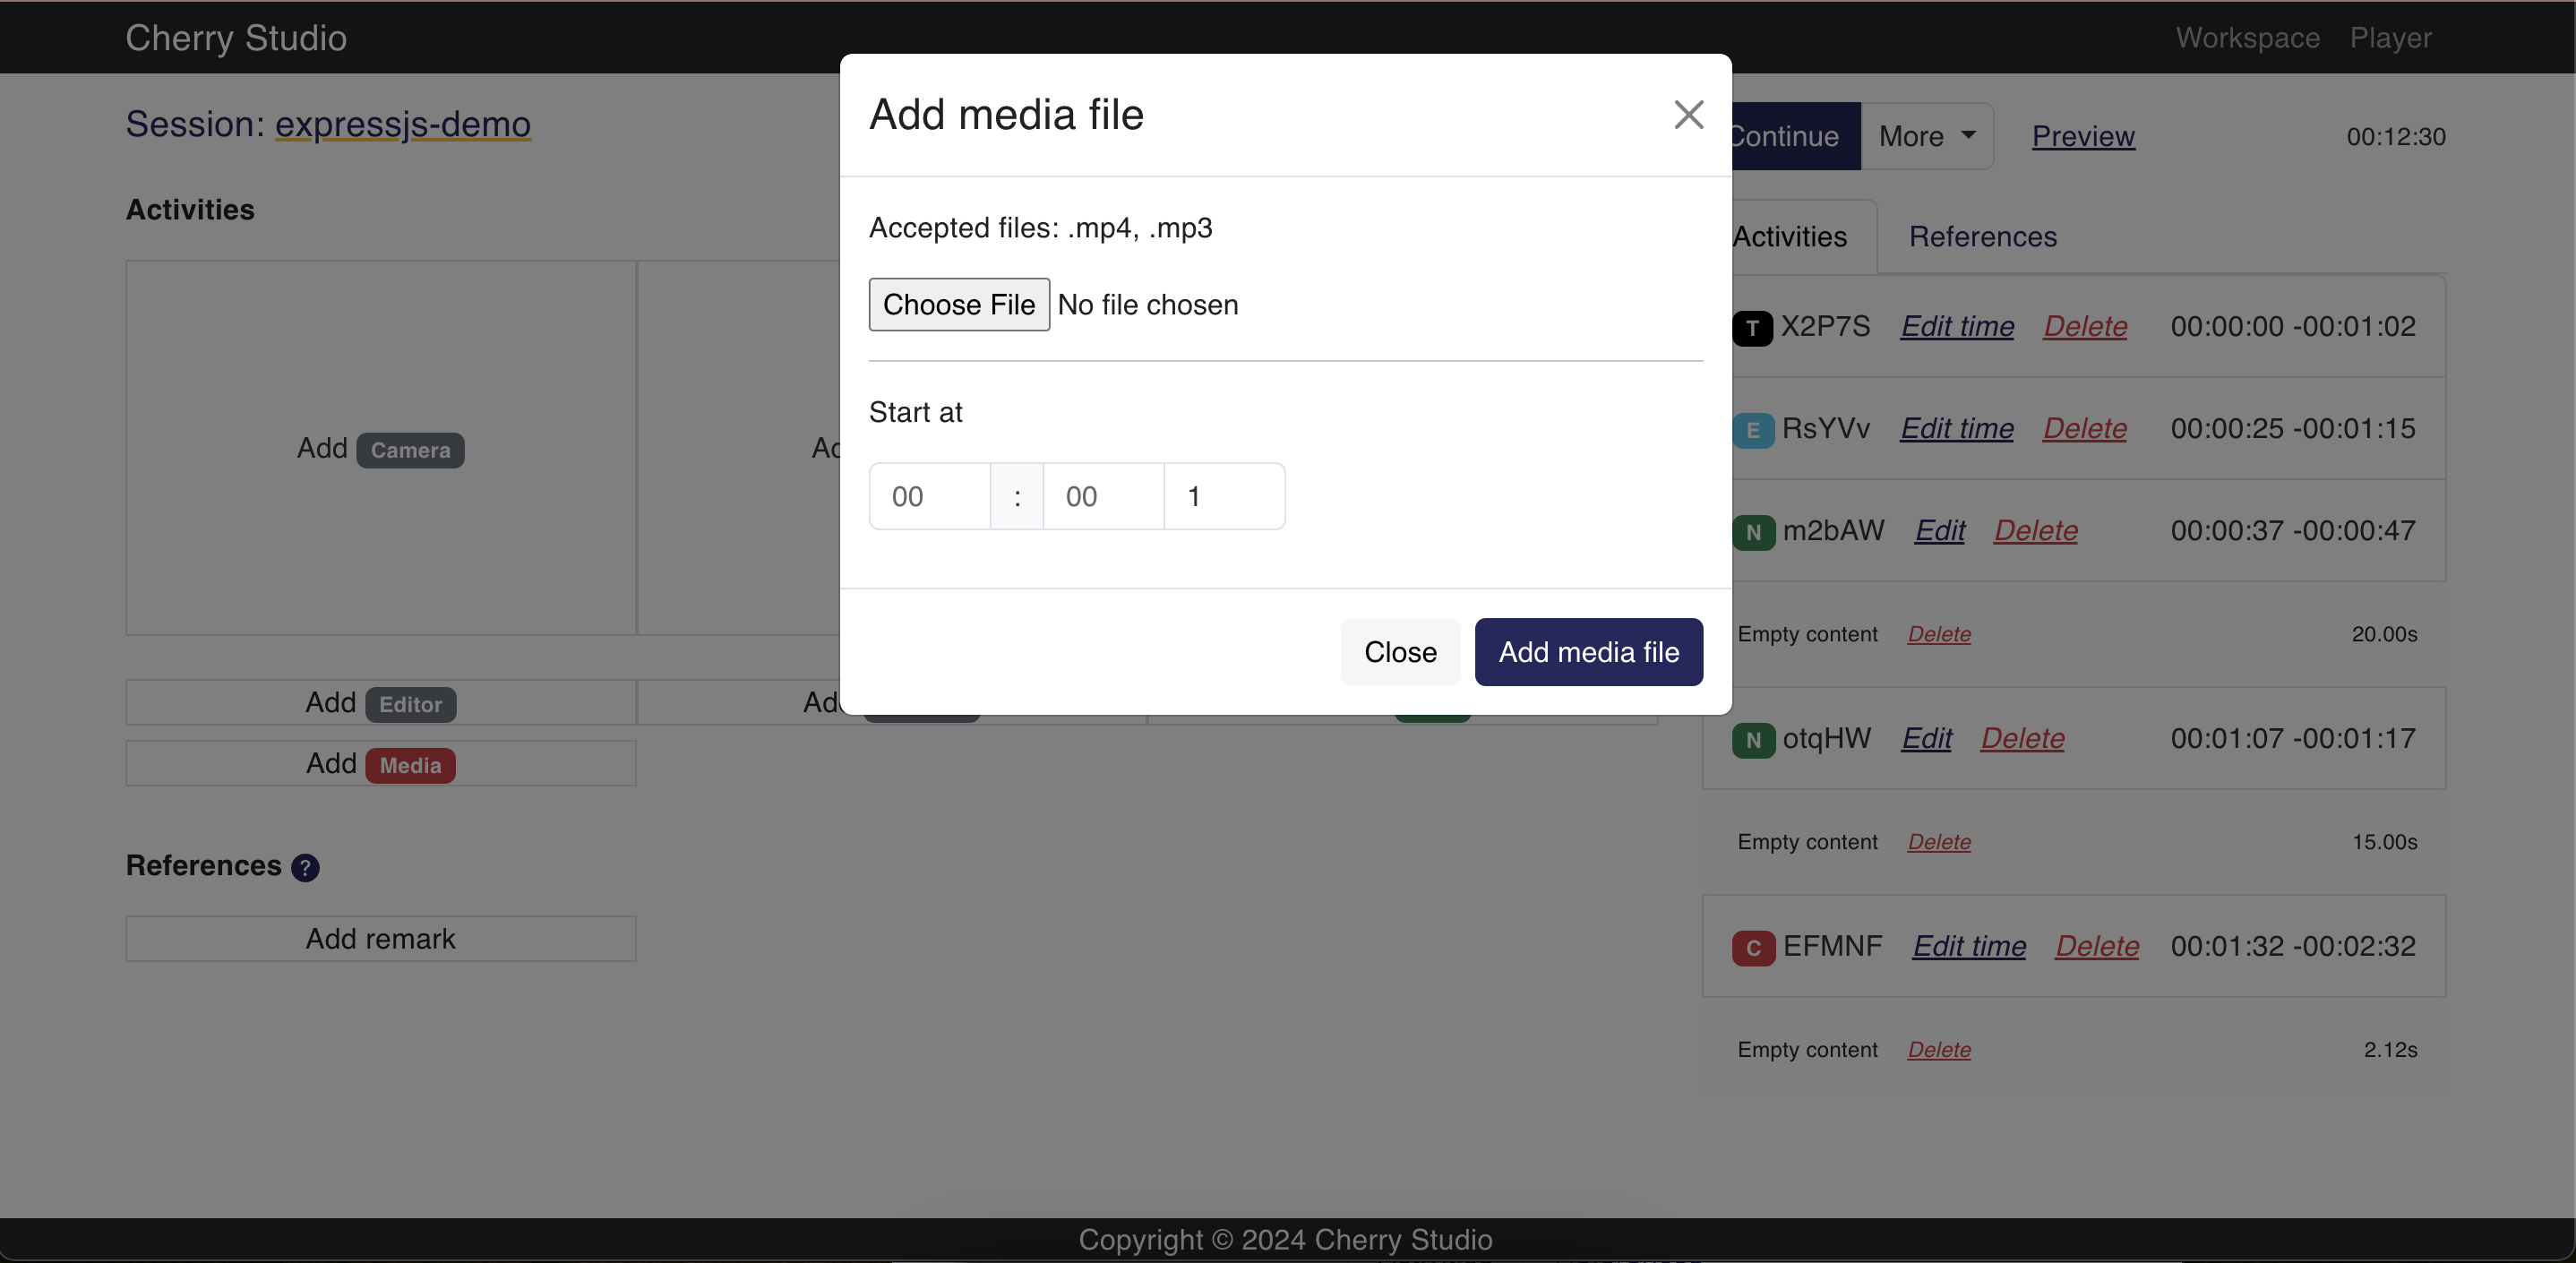 Cherry Studio
Workspace Player
Session: expressjs-demo
Activities
Add Camera
Add Editor
Add Media
References ?
Add remark
Add media file
Accepted files: .mp4, .mp3
Choose File No file chosen
Start at
00 : 00 1
Close Add media file
Continue More Preview 00:12:30
Activities References
T X2P7S Edit time Delete 00:00:00 -00:01:02
E RsYVv Edit time Delete 00:00:25 -00:01:15
N m2bAW Edit Delete 00:00:37 -00:00:47
Empty content Delete 20.00s
N otqHW Edit Delete 00:01:07 -00:01:17
Empty content Delete 15.00s
C EFMNF Edit time Delete 00:01:32 -00:02:32
Empty content Delete 2.12s
Copyright © 2024 Cherry Studio